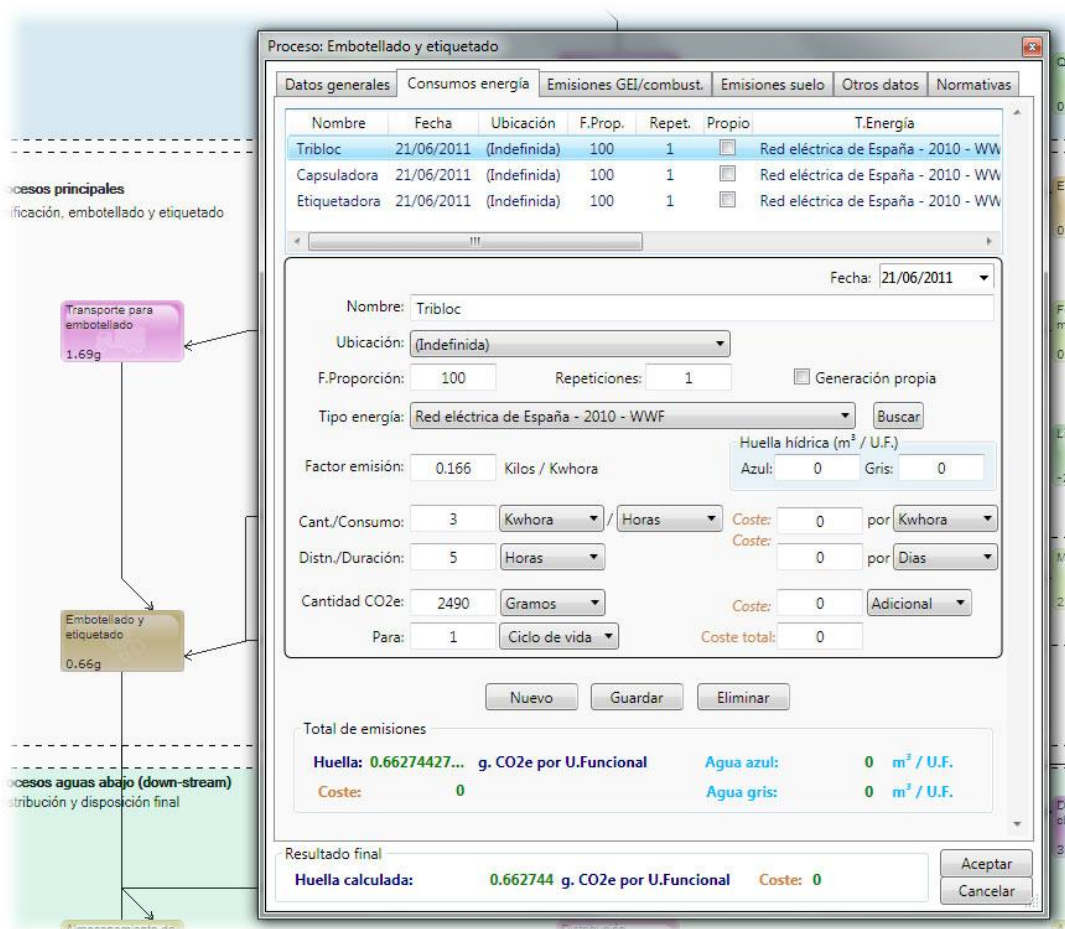 Proceso: Embotellado y etiquetado
Datos generales Consumos energía Emisiones GEI/combust. Emisiones suelo Otros datos Normativas
Nombre Fecha Ubicación F.Prop. Repet. Propio T.Energía
Tribloc 21/06/2011 (Indefinida) 100 1 Red eléctrica de España - 2010 - WW
Capsuladora 21/06/2011 (Indefinida) 100 1 Red eléctrica de España - 2010 - WW
Etiquetadora 21/06/2011 (Indefinida) 100 1 Red eléctrica de España - 2010 - WW
Fecha: 21/06/2011
Nombre: Tribloc
Ubicación: (Indefinida)
F.Proporción: 100 Repeticiones: 1 Generación propia
Tipo energía: Red eléctrica de España - 2010 - WWF Buscar
Huella hídrica (m³ / U.F.)
Factor emisión: 0.166 Kilos / Kwhora Azul: 0 Gris: 0
Cant./Consumo: 3 Kwhora / Horas Coste: 0 por Kwhora
Coste:
Distn./Duración: 5 Horas 0 por Dias
Cantidad CO2e: 2490 Gramos Coste: 0 Adicional
Para: 1 Ciclo de vida Coste total: 0
Nuevo Guardar Eliminar
Total de emisiones
Huella: 0.66274427... g. CO2e por U.Funcional Agua azul: 0 m³ / U.F.
Coste: 0 Agua gris: 0 m³ / U.F.
Resultado final
Huella calculada: 0.662744 g. CO2e por U.Funcional Coste: 0
Aceptar
Cancelar
ocesos principales
ificación, embotellado y etiquetado
Transporte para
embotellado
1.69g
Embotellado y
etiquetado
0.66g
ocesos aguas abajo (down-stream)
stribución y disposición final